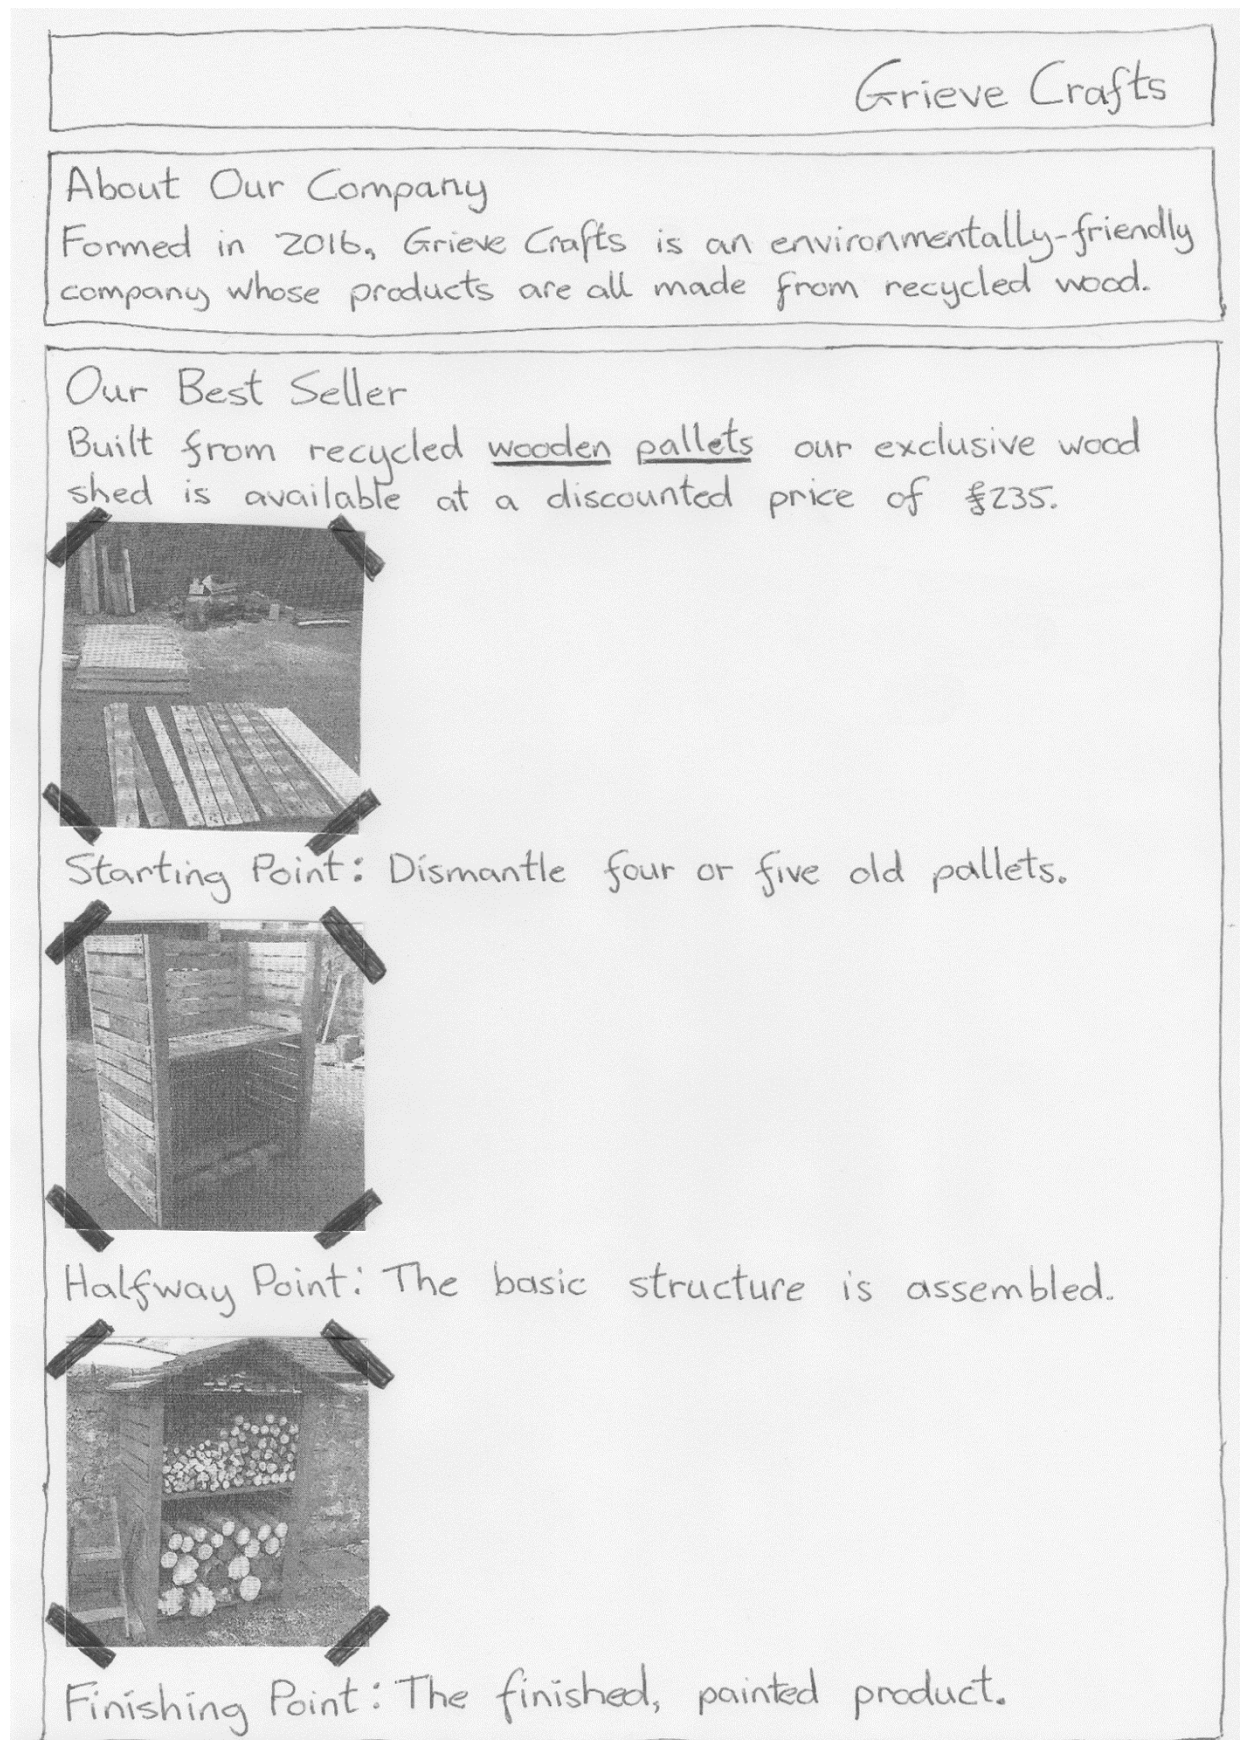 Grieve Crafts
About Our Company
Formed in 2016, Grieve Crafts is an environmentally-friendly
company whose products are all made from recycled wood.
Our Best Seller
Built from recycled wooden pallets our exclusive wood
shed is available at a discounted price of £235.
Starting Point: Dismantle four or five old pallets.
Halfway Point: The basic structure is assembled.
Finishing Point: The finished, painted product.